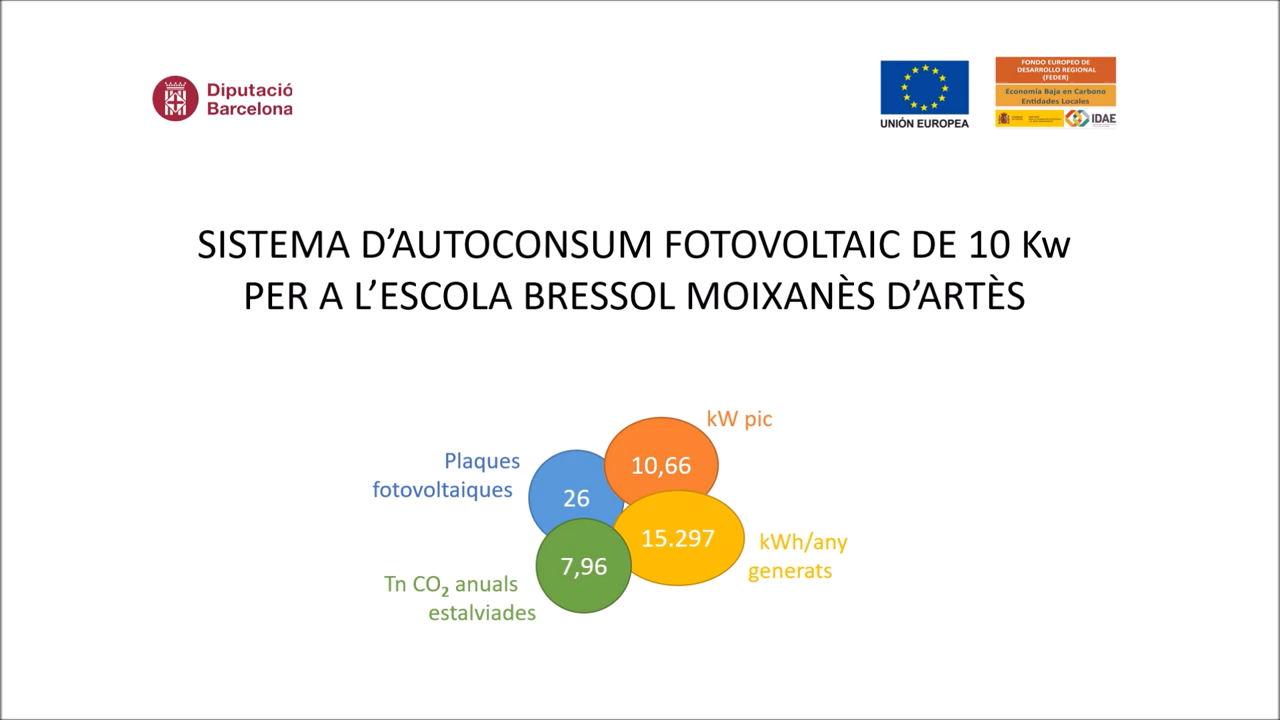 Diputació
Barcelona
UNIÓN EUROPEA
FONDO EUROPEO DE
DESARROLLO REGIONAL
(FEDER)
Economía Baja en Carbono
Entidades Locales
IDAE
SISTEMA D’AUTOCONSUM FOTOVOLTAIC DE 10 Kw
PER A L’ESCOLA BRESSOL MOIXANÈS D’ARTÈS
kW pic
10,66
Plaques
fotovoltaiques
26
15.297
kWh/any
generats
7,96
Tn CO₂ anuals
estalviades